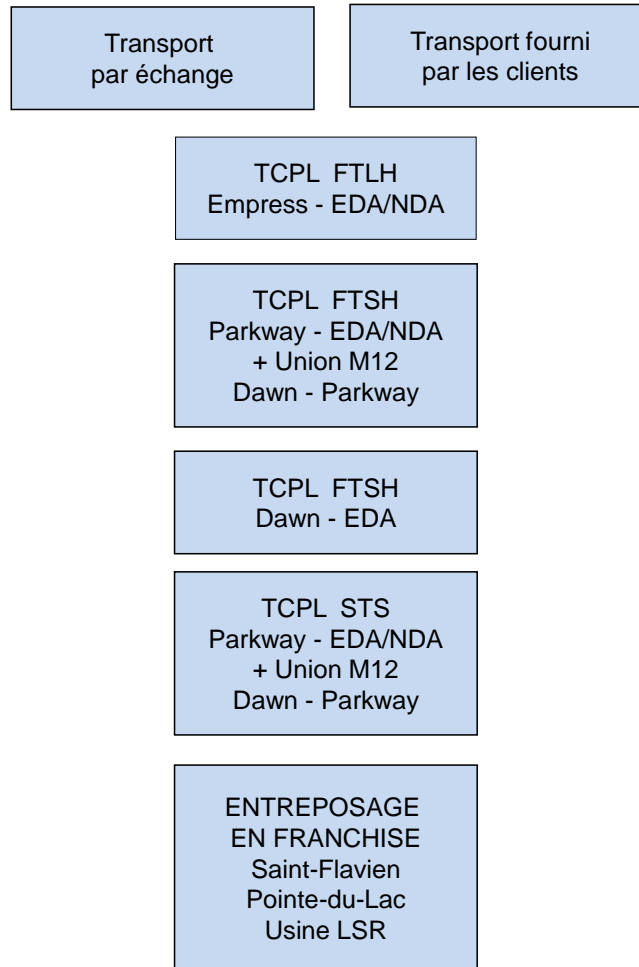 Transport
par échange
Transport fourni
par les clients
TCPL FTLH
Empress - EDA/NDA
TCPL FTSH
Parkway - EDA/NDA
+ Union M12
Dawn - Parkway
TCPL FTSH
Dawn - EDA
TCPL STS
Parkway - EDA/NDA
+ Union M12
Dawn - Parkway
ENTREPOSAGE
EN FRANCHISE
Saint-Flavien
Pointe-du-Lac
Usine LSR